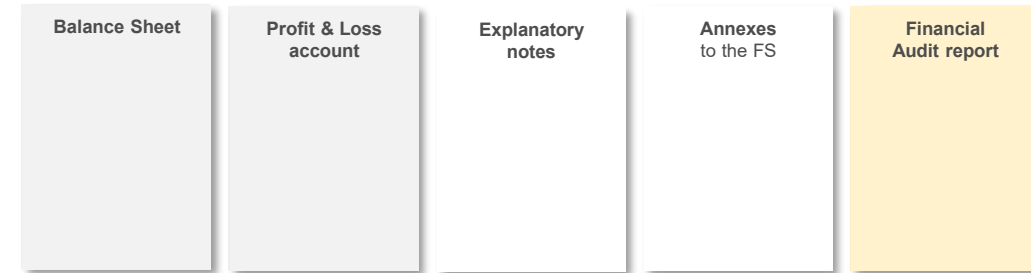 Balance Sheet
Profit & Loss
account
Explanatory
notes
Annexes
to the FS
Financial
Audit report